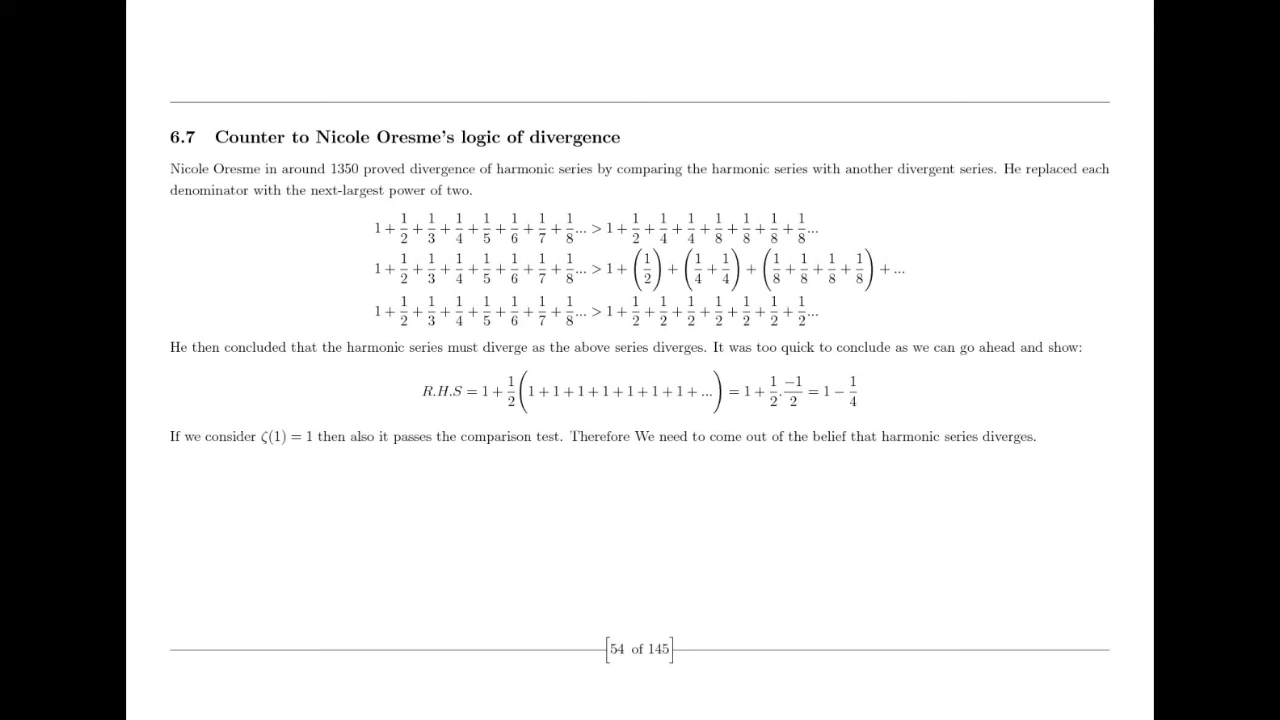 6.7 Counter to Nicole Oresme's logic of divergence
Nicole Oresme in around 1350 proved divergence of harmonic series by comparing the harmonic series with another divergent series. He replaced each
denominator with the next-largest power of two.
1 + 1/2 + 1/3 + 1/4 + 1/5 + 1/6 + 1/7 + 1/8 ... > 1 + 1/2 + 1/4 + 1/4 + 1/8 + 1/8 + 1/8 + 1/8 ...
1 + 1/2 + 1/3 + 1/4 + 1/5 + 1/6 + 1/7 + 1/8 ... > 1 + (1/2) + (1/4 + 1/4) + (1/8 + 1/8 + 1/8 + 1/8) + ...
1 + 1/2 + 1/3 + 1/4 + 1/5 + 1/6 + 1/7 + 1/8 ... > 1 + 1/2 + 1/2 + 1/2 + 1/2 + 1/2 + 1/2 + 1/2 ...
He then concluded that the harmonic series must diverge as the above series diverges. It was too quick to conclude as we can go ahead and show:
R.H.S = 1 + 1/2 (1 + 1 + 1 + 1 + 1 + 1 + 1 + ...) = 1 + 1/2 . -1/2 = 1 - 1/4
If we consider ζ(1) = 1 then also it passes the comparison test. Therefore We need to come out of the belief that harmonic series diverges.
[54 of 145]